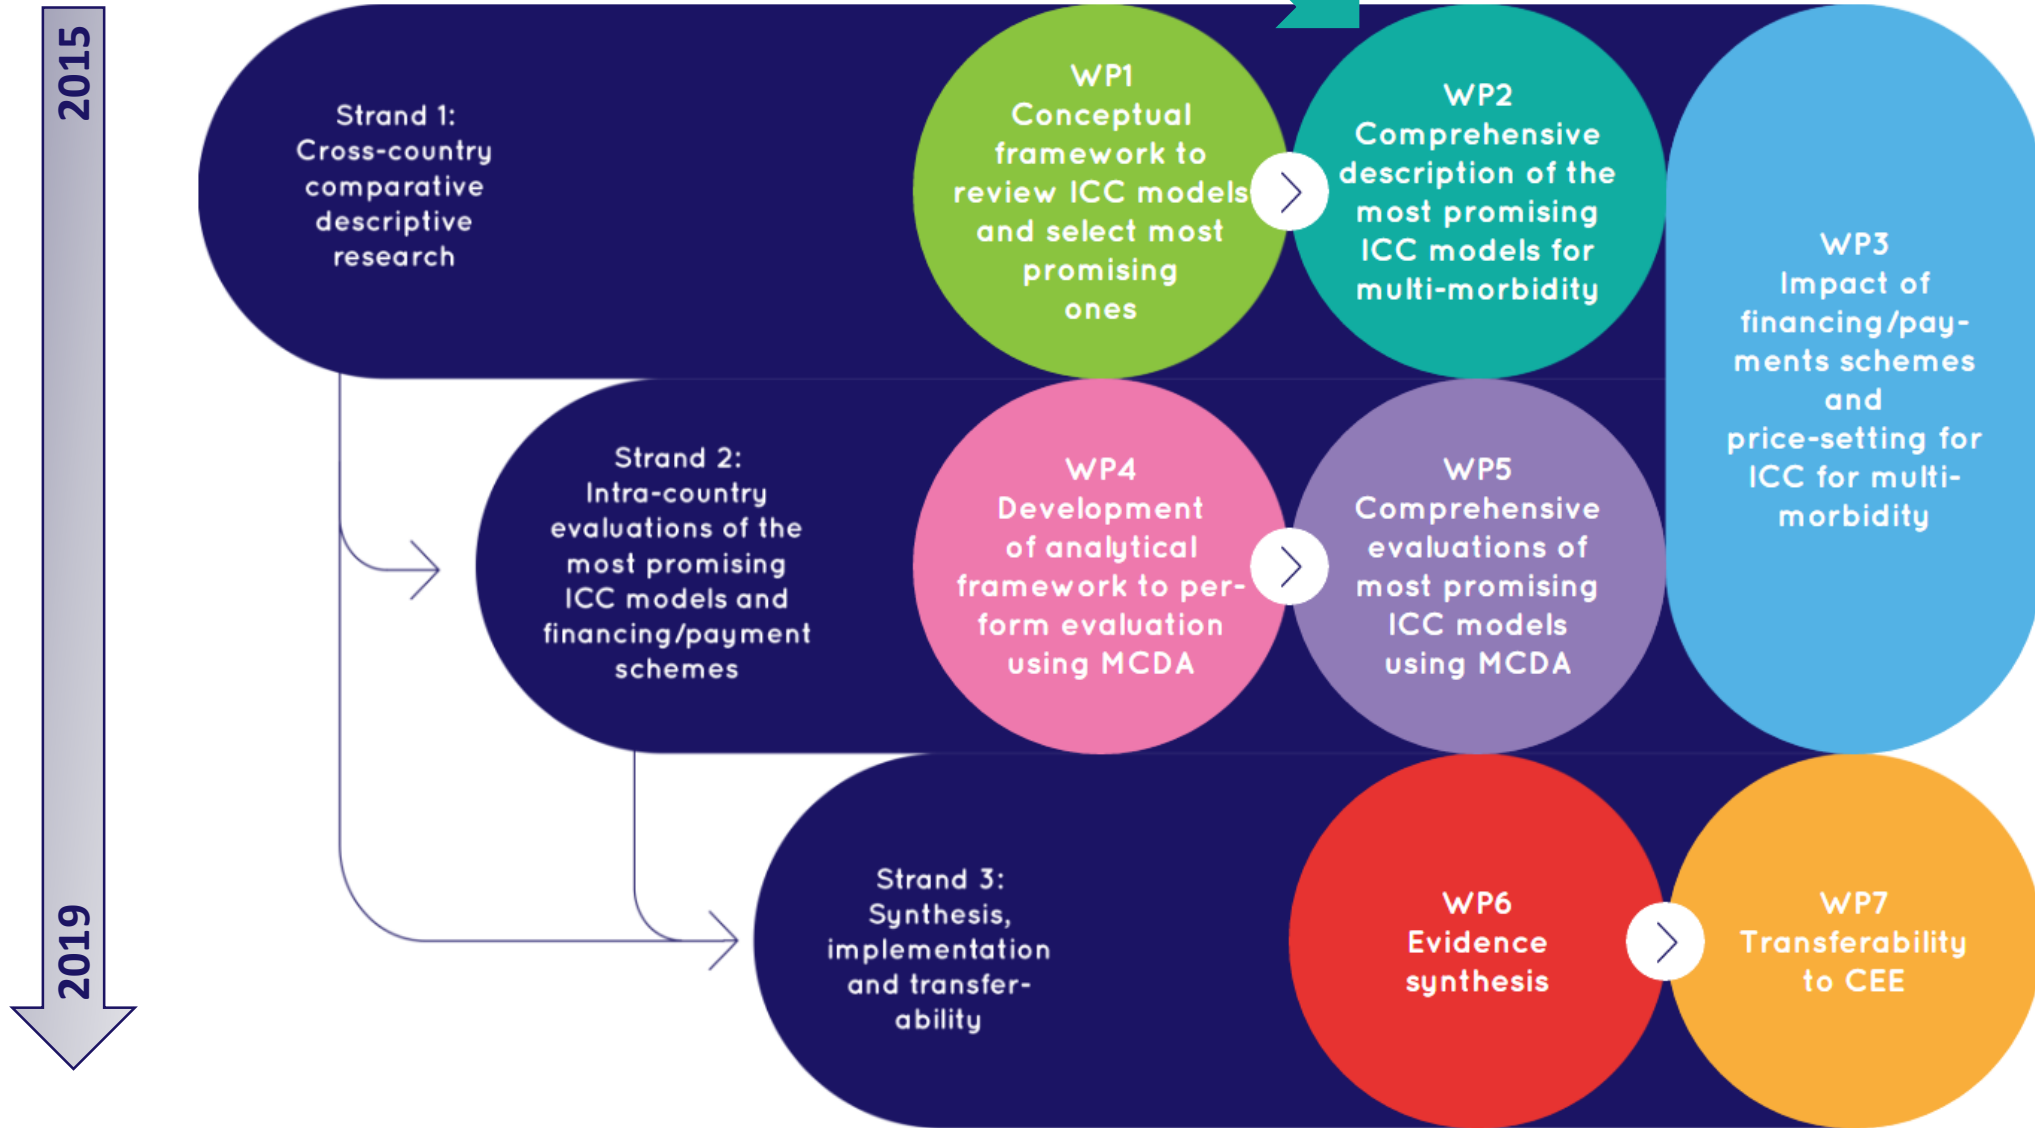 2015
Strand 1:
Cross-country
comparative
descriptive
research
WP1
Conceptual
framework to
review ICC models
and select most
promising
ones
WP2
Comprehensive
description of the
most promising
ICC models for
multi-morbidity
WP3
Impact of
financing/pay-
ments schemes
and
price-setting for
ICC for multi-
morbidity
Strand 2:
Intra-country
evaluations of the
most promising
ICC models and
financing/payment
schemes
WP4
Development
of analytical
framework to per-
form evaluation
using MCDA
WP5
Comprehensive
evaluations of
most promising
ICC models
using MCDA
2019
Strand 3:
Synthesis,
implementation
and transfer-
ability
WP6
Evidence
synthesis
WP7
Transferability
to CEE